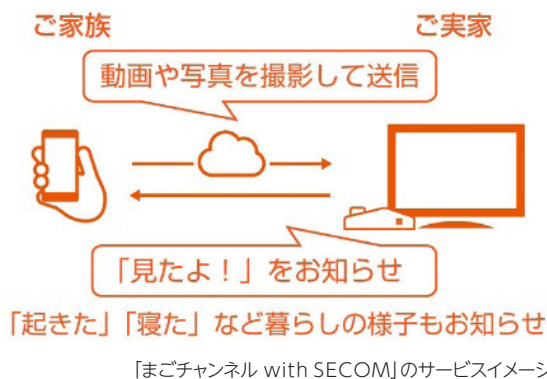 ご家族
ご実家
動画や写真を撮影して送信
「見たよ！」をお知らせ
「起きた」「寝た」など暮らしの様子もお知らせ
「まごチャンネル with SECOM」のサービスイメージ